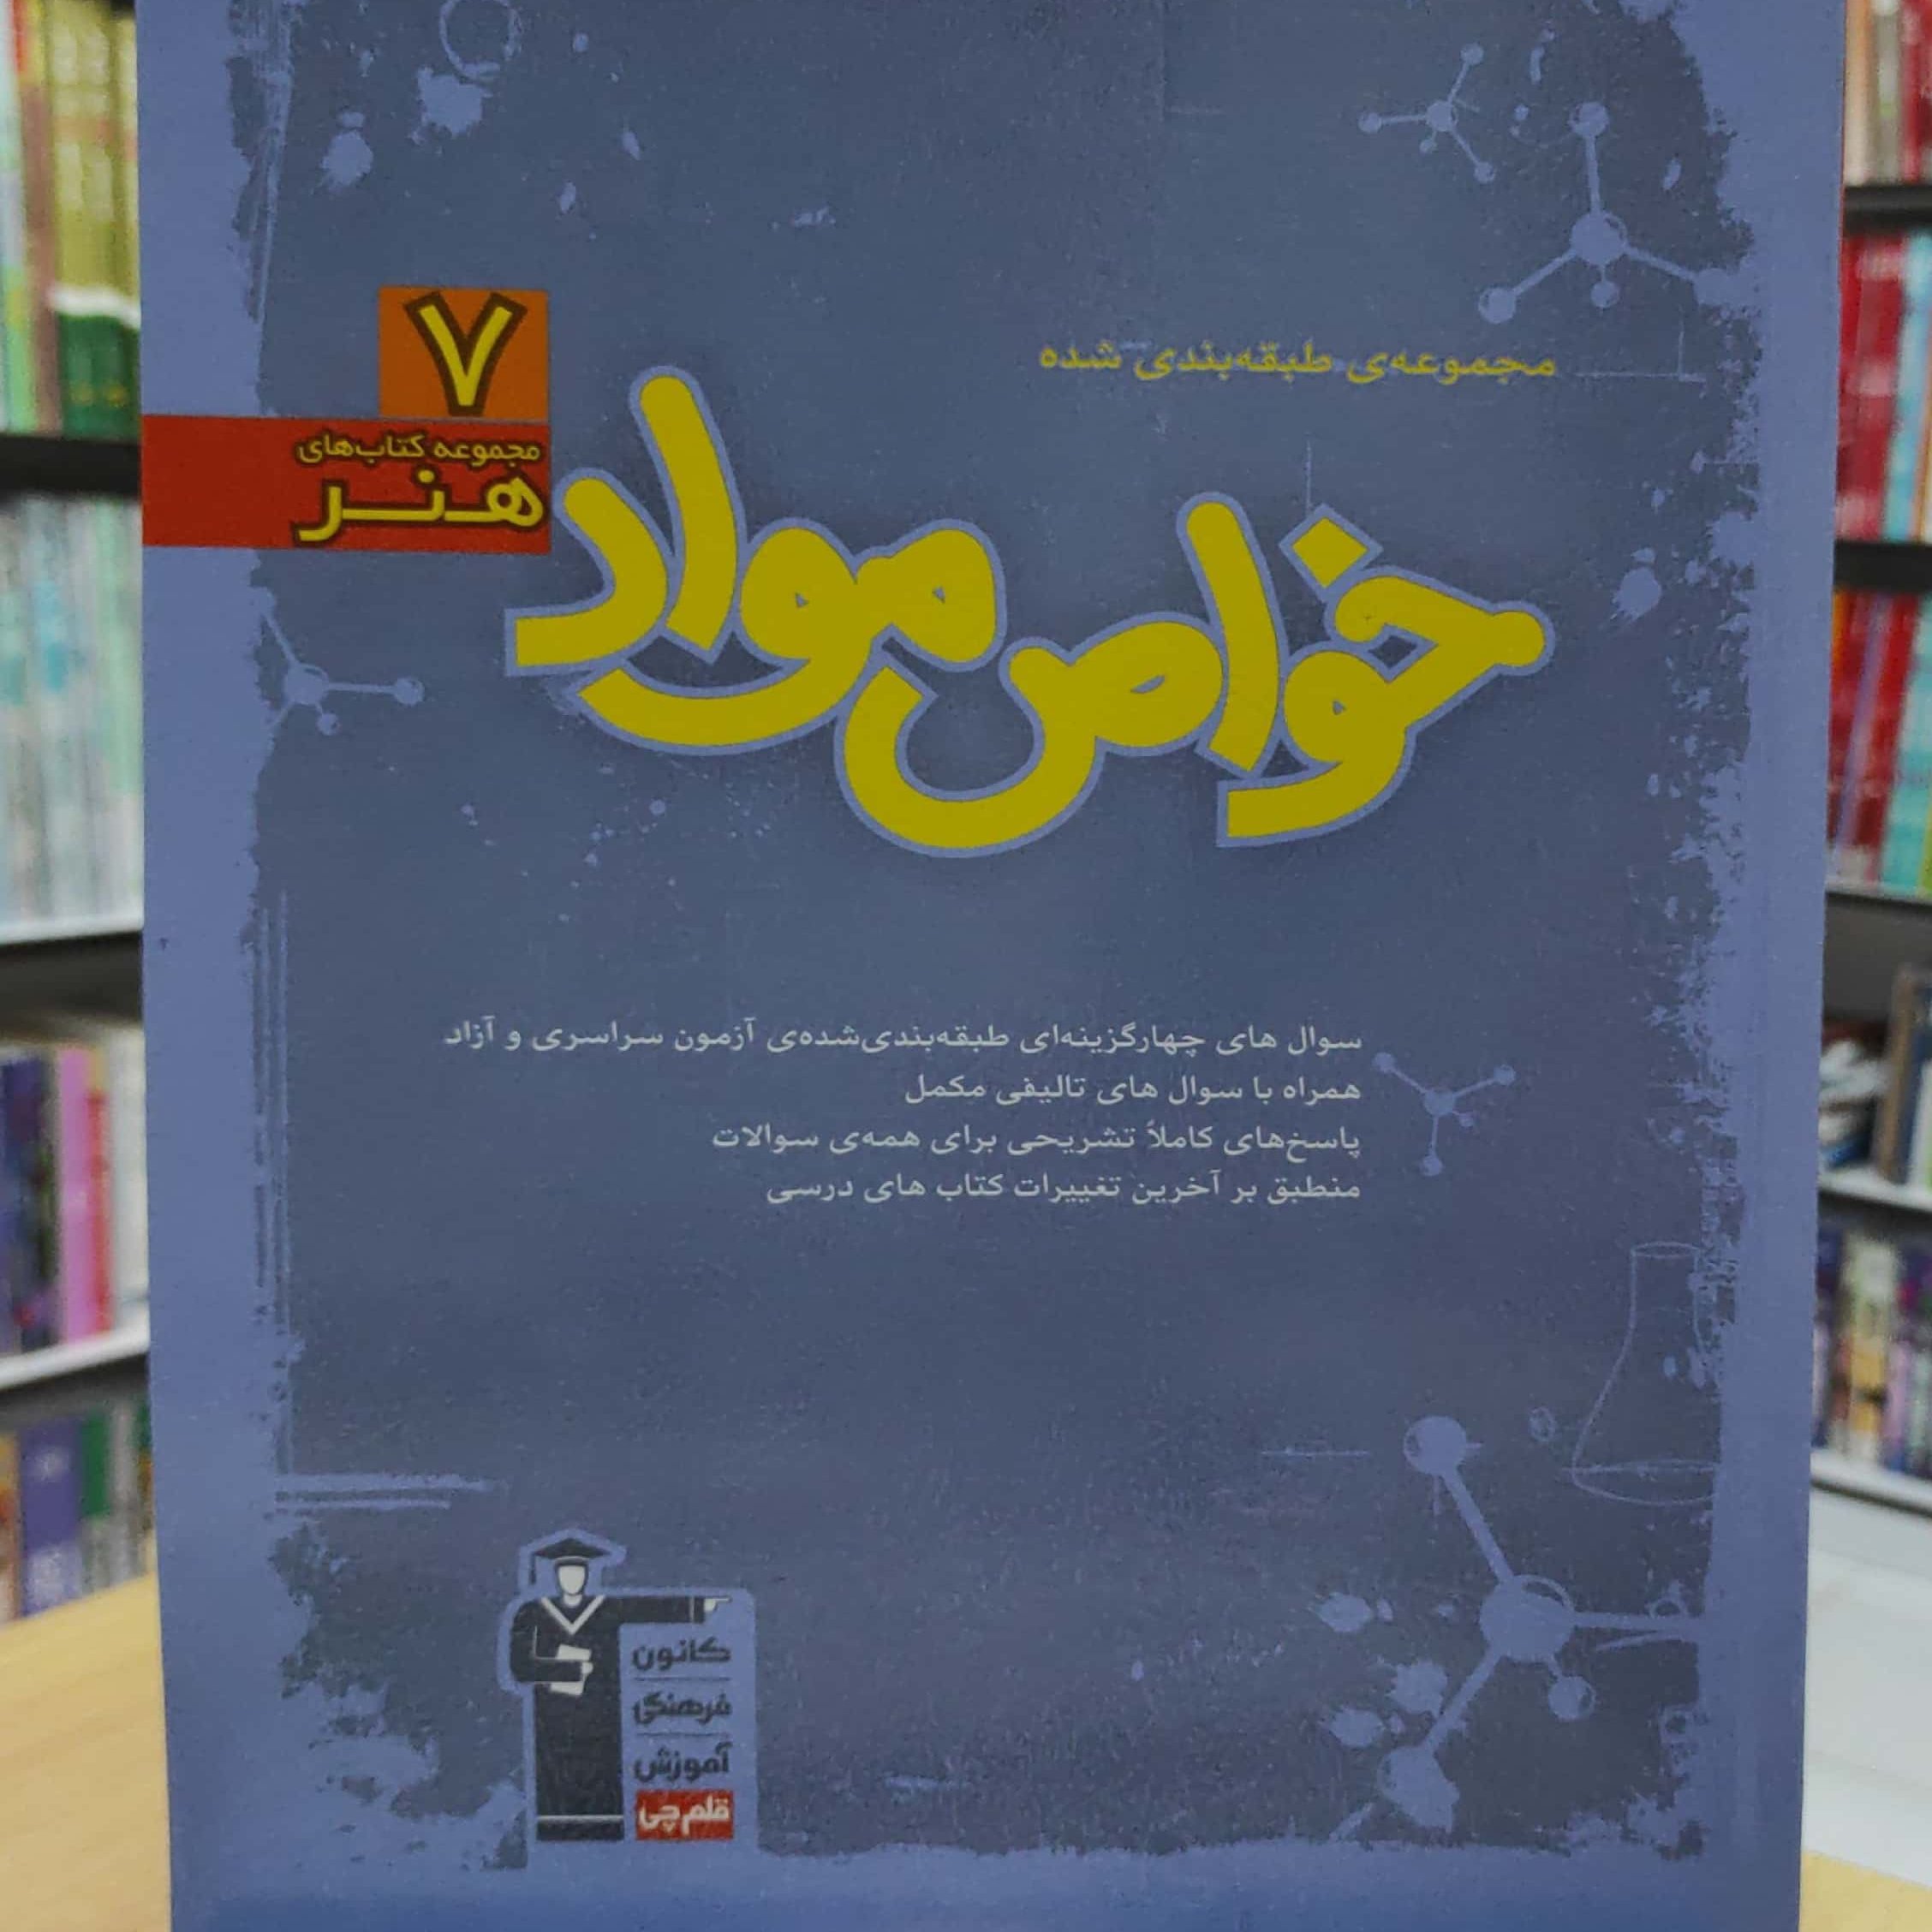 ۷
مجموعه کتاب‌های
هنر
مجموعه‌ی طبقه‌بندی شده
خواص مواد
سوال های چهارگزینه‌ای طبقه‌بندی‌شده‌ی آزمون سراسری و آزاد
همراه با سوال های تالیفی مکمل
پاسخ‌های کاملاً تشریحی برای همه‌ی سوالات
منطبق بر آخرین تغییرات کتاب های درسی
کانون
فرهنگی
آموزش
قلم‌چی